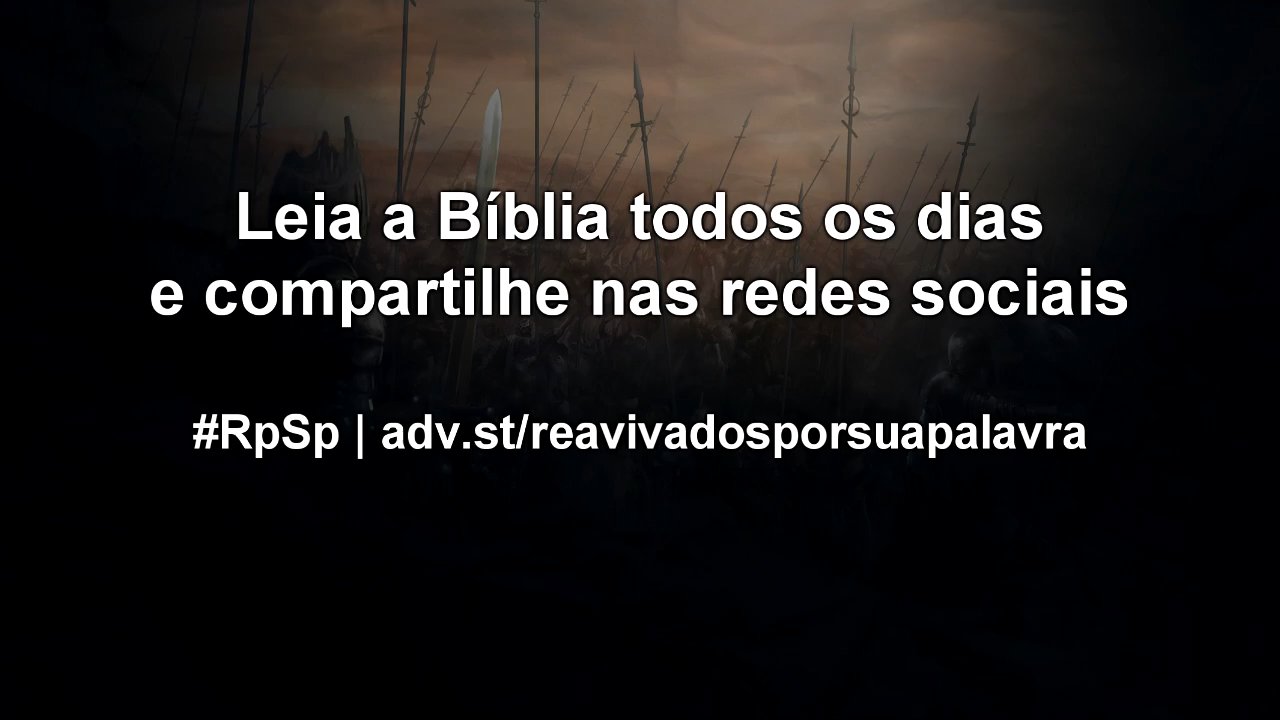 Leia a Bíblia todos os dias
e compartilhe nas redes sociais
#RpSp | adv.st/reavivadosporsuapalavra